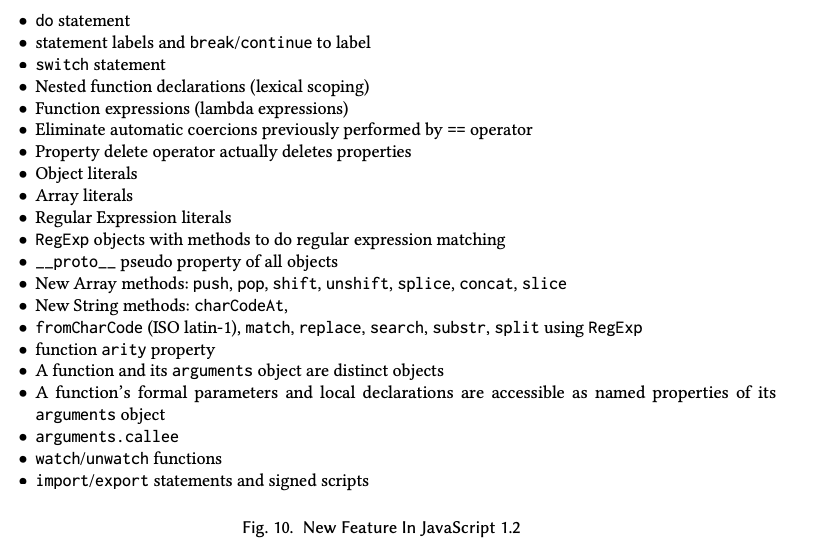 • do statement
• statement labels and break/continue to label
• switch statement
• Nested function declarations (lexical scoping)
• Function expressions (lambda expressions)
• Eliminate automatic coercions previously performed by == operator
• Property delete operator actually deletes properties
• Object literals
• Array literals
• Regular Expression literals
• RegExp objects with methods to do regular expression matching
• __proto__ pseudo property of all objects
• New Array methods: push, pop, shift, unshift, splice, concat, slice
• New String methods: charCodeAt,
• fromCharCode (ISO latin-1), match, replace, search, substr, split using RegExp
• function arity property
• A function and its arguments object are distinct objects
• A function's formal parameters and local declarations are accessible as named properties of its
arguments object
• arguments.callee
• watch/unwatch functions
• import/export statements and signed scripts
Fig. 10. New Feature In JavaScript 1.2